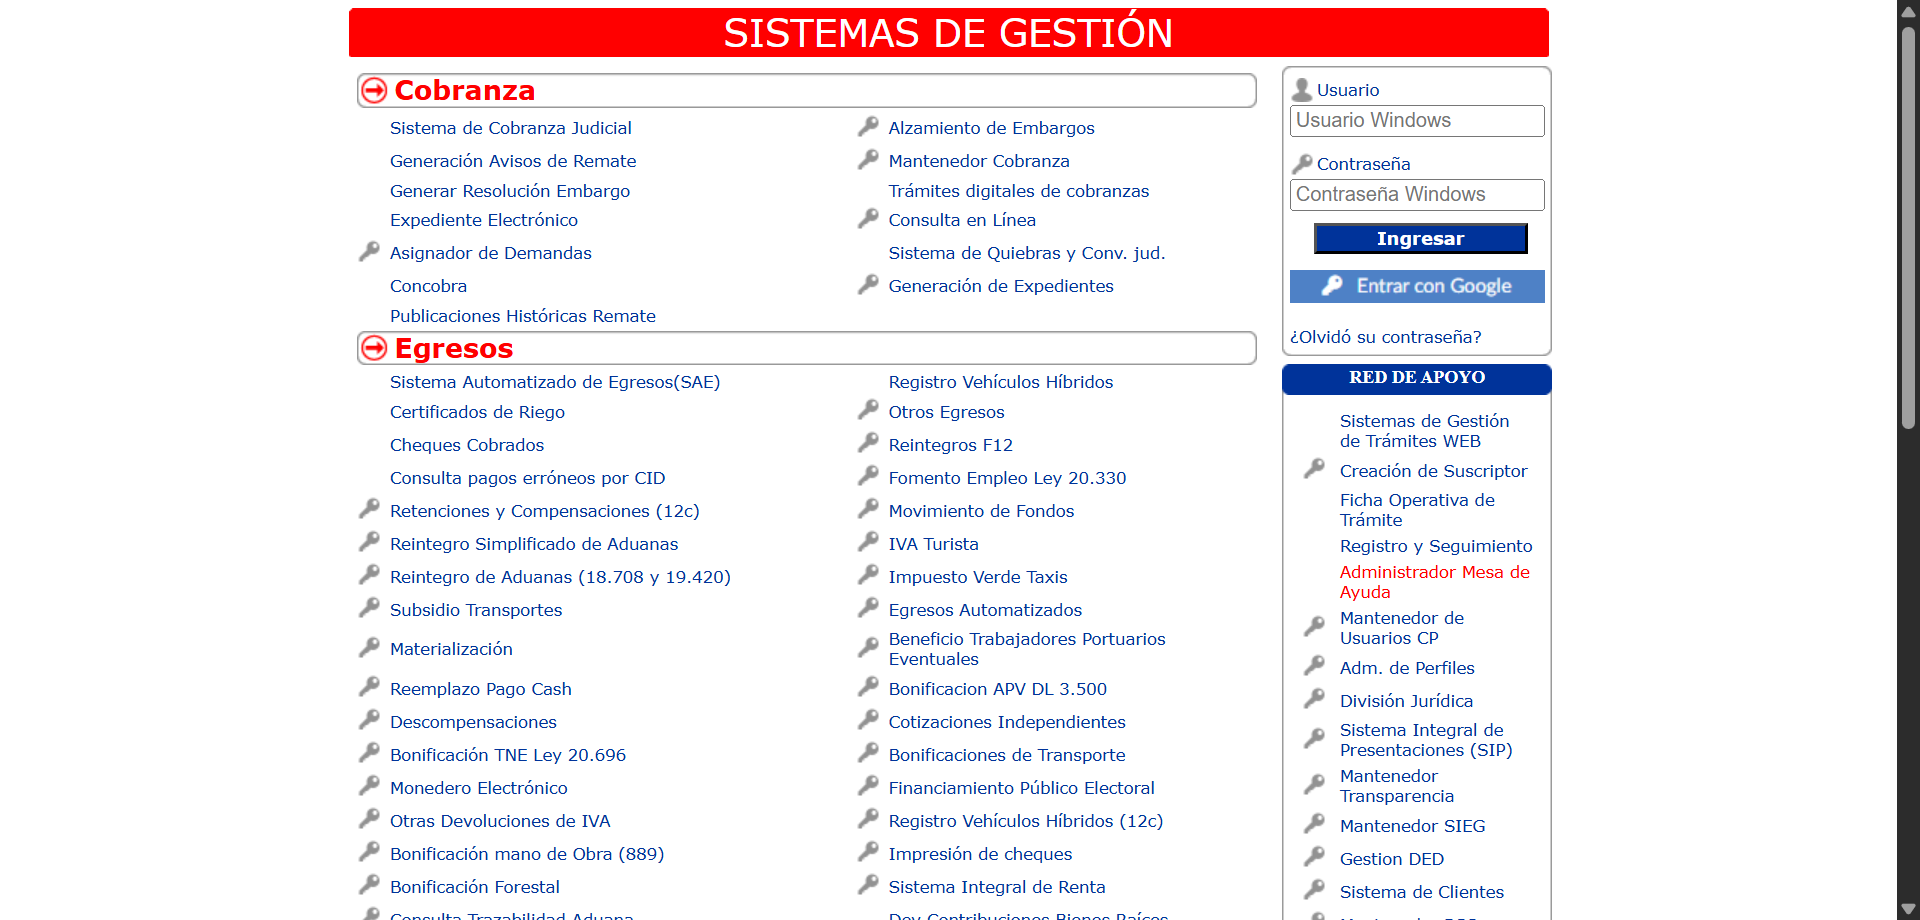 SISTEMAS DE GESTIÓN
Cobranza
Sistema de Cobranza Judicial
Alzamiento de Embargos
Generación Avisos de Remate
Mantenedor Cobranza
Generar Resolución Embargo
Trámites digitales de cobranzas
Expediente Electrónico
Consulta en Línea
Asignador de Demandas
Sistema de Quiebras y Conv. jud.
Concobra
Generación de Expedientes
Publicaciones Históricas Remate
Egresos
Sistema Automatizado de Egresos(SAE)
Registro Vehículos Híbridos
Certificados de Riego
Otros Egresos
Cheques Cobrados
Reintegros F12
Consulta pagos erróneos por CID
Fomento Empleo Ley 20.330
Retenciones y Compensaciones (12c)
Movimiento de Fondos
Reintegro Simplificado de Aduanas
IVA Turista
Reintegro de Aduanas (18.708 y 19.420)
Impuesto Verde Taxis
Subsidio Transportes
Egresos Automatizados
Materialización
Beneficio Trabajadores Portuarios
Eventuales
Reemplazo Pago Cash
Bonificacion APV DL 3.500
Descompensaciones
Cotizaciones Independientes
Bonificación TNE Ley 20.696
Bonificaciones de Transporte
Monedero Electrónico
Financiamiento Público Electoral
Otras Devoluciones de IVA
Registro Vehículos Híbridos (12c)
Bonificación mano de Obra (889)
Impresión de cheques
Bonificación Forestal
Sistema Integral de Renta
Consulta Trazabilidad Aduana
Dev Contribuciones Bienes Raíces
Usuario
Usuario Windows
Contraseña
Contraseña Windows
Ingresar
Entrar con Google
¿Olvidó su contraseña?
RED DE APOYO
Sistemas de Gestión
de Trámites WEB
Creación de Suscriptor
Ficha Operativa de
Trámite
Registro y Seguimiento
Administrador Mesa de
Ayuda
Mantenedor de
Usuarios CP
Adm. de Perfiles
División Jurídica
Sistema Integral de
Presentaciones (SIP)
Mantenedor
Transparencia
Mantenedor SIEG
Gestion DED
Sistema de Clientes